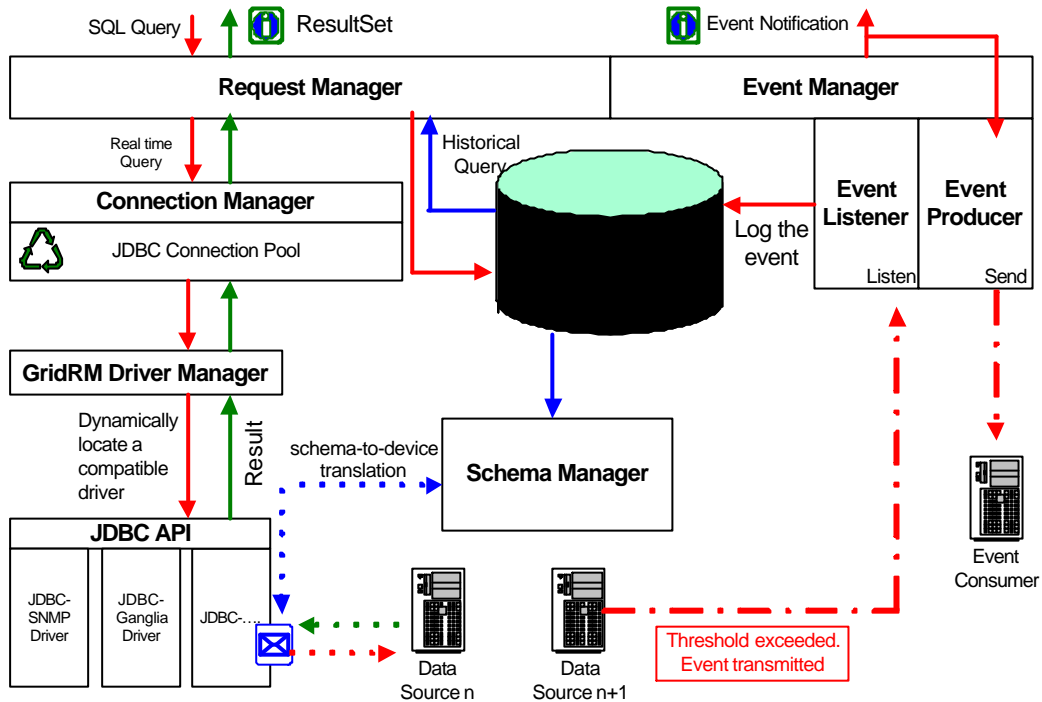 SQL Query
ResultSet
Event Notification
Request Manager
Event Manager
Real time
Query
Historical
Query
Connection Manager
JDBC Connection Pool
Event
Listener
Listen
Event
Producer
Send
Log the
event
GridRM Driver Manager
Dynamically
locate a
compatible
driver
Result
schema-to-device
translation
Schema Manager
JDBC API
JDBC-
SNMP
Driver
JDBC-
Ganglia
Driver
JDBC-....
Data
Source n
Data
Source n+1
Threshold exceeded.
Event transmitted
Event
Consumer